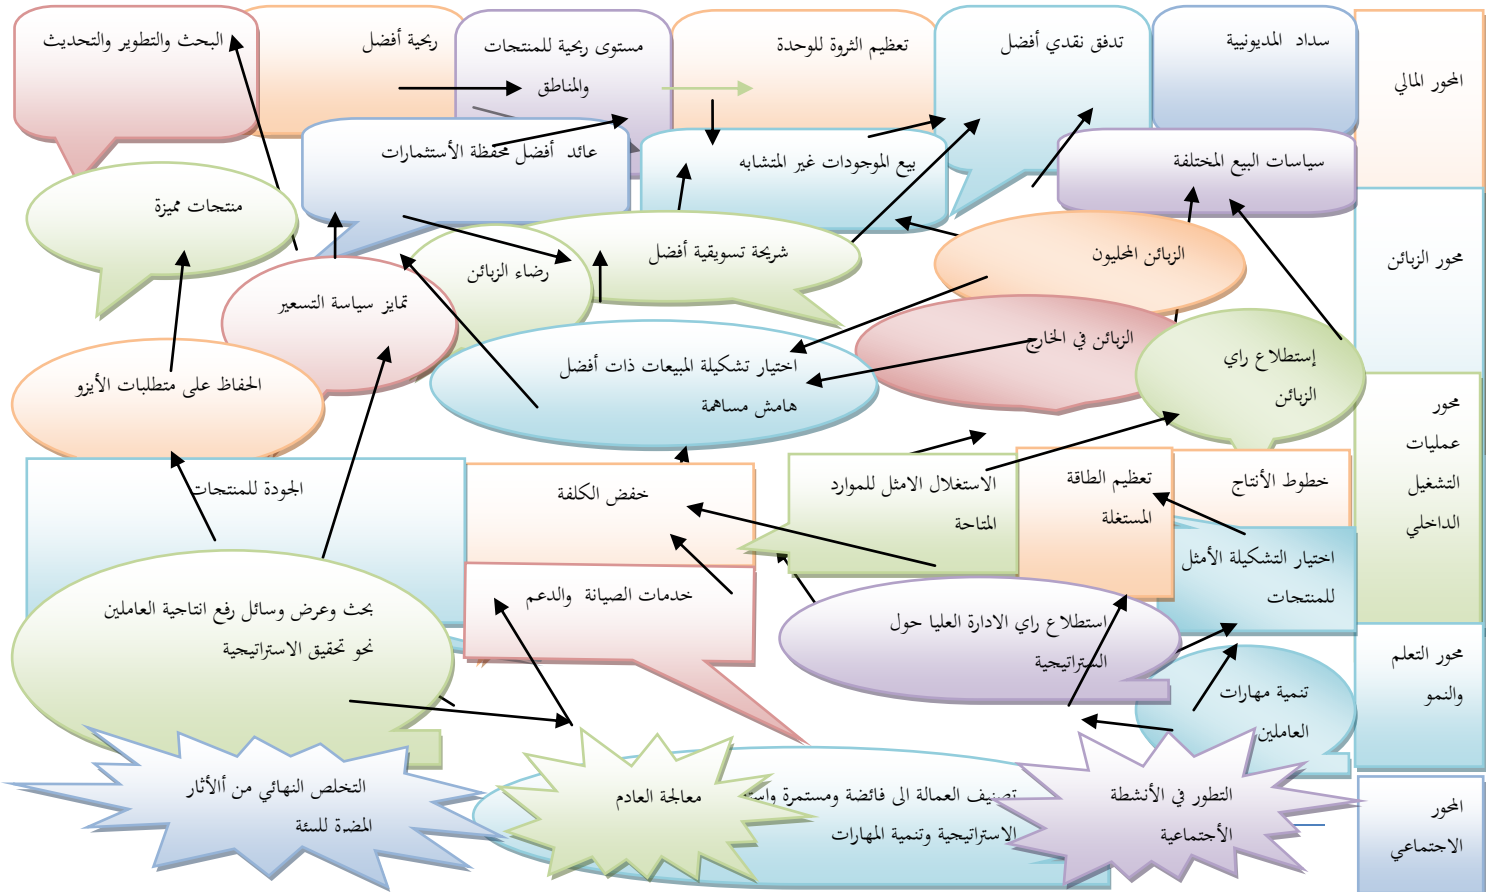 المحور المالي
سداد المديونيية
تدفق نقدي أفضل
تعظيم الثروة للوحدة
مستوى ربحية للمنتجات
والمناطق
ربحية أفضل
البحث والتطوير والتحديث
سياسات البيع المختلفة
بيع الموجودات غير المتشابه
عائد أفضل محفظة الأستثمارات
منتجات مميزة
محور الزبائن
الزبائن المحليون
شريحة تسويقية أفضل
رضاء الزبائن
تمايز سياسة التسعير
الزبائن في الخارج
إستطلاع راي
الزبائن
اختيار تشكيلة المبيعات ذات أفضل
هامش مساهمة
الحفاظ على متطلبات الأيزو
محور
عمليات
التشغيل
الداخلي
خطوط الأنتاج
تعظيم الطاقة
المستغلة
الاستغلال الامثل للموارد
المتاحة
خفض الكلفة
الجودة للمنتجات
اختيار التشكيلة الأمثل
للمنتجات
خدمات الصيانة والدعم
استطلاع راي الادارة العليا حول
الستراتيجية
بحث وعرض وسائل رفع انتاجية العاملين
نحو تحقيق الاستراتيجية
محور التعلم
والنمو
تنمية مهارات
العاملين
المحور
الاجتماعي
التطور في الأنشطة
الأجتماعية
تصنيف العمالة الى فائضة ومستمرة
الاستراتيجية وتنمية المهارات
معالجة العادم
التخلص النهائي من أالأثار
المضرة للبيئة